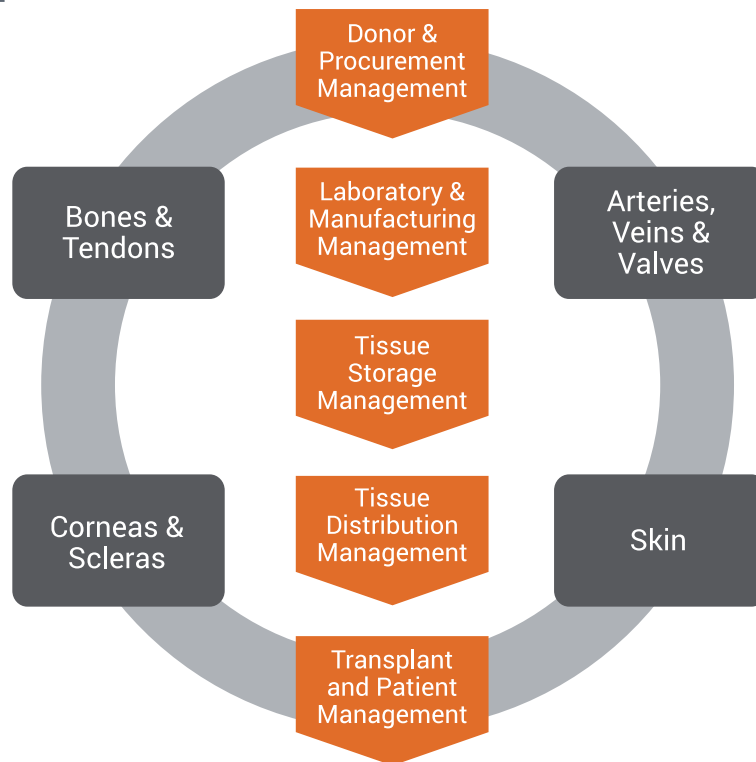 Donor &
Procurement
Management
Bones &
Tendons
Laboratory &
Manufacturing
Management
Arteries,
Veins &
Valves
Tissue
Storage
Management
Corneas &
Scleras
Tissue
Distribution
Management
Skin
Transplant
and Patient
Management